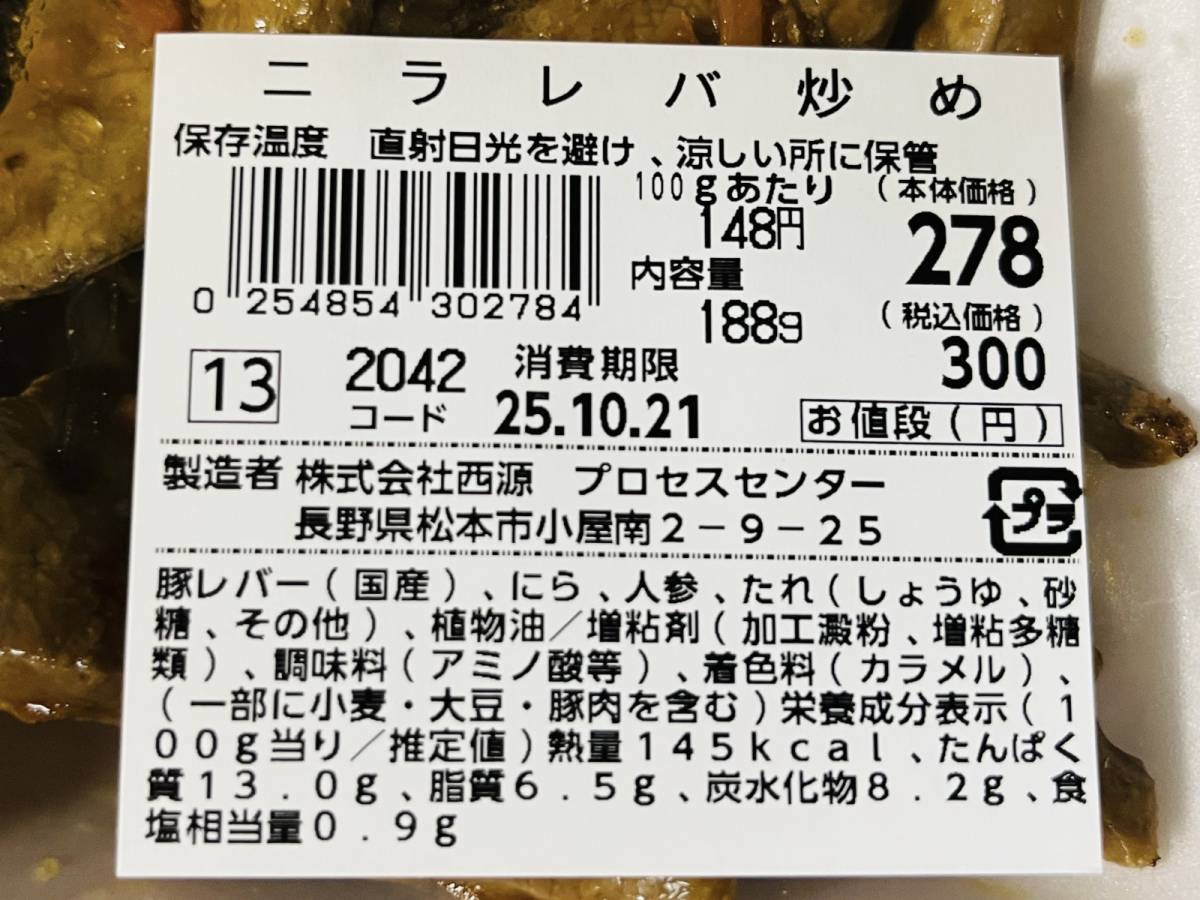 ニラレバ炒め
保存温度 直射日光を避け、涼しい所に保管
100gあたり (本体価格)
148円 278
内容量
188g (税込価格)
0 254854 302784
300
13 2042 消費期限
コード 25.10.21 お値段(円)
製造者 株式会社西源 プロセスセンター
長野県松本市小屋南2-9-25
プラ
豚レバー(国産)、にら、人参、たれ(しょうゆ、砂
糖、その他)、植物油/増粘剤(加工澱粉、増粘多糖
類)、調味料(アミノ酸等)、着色料(カラメル)、
(一部に小麦・大豆・豚肉を含む)栄養成分表示(1
00g当り/推定値)熱量145kcal、たんぱく
質13.0g、脂質6.5g、炭水化物8.2g、食
塩相当量0.9g